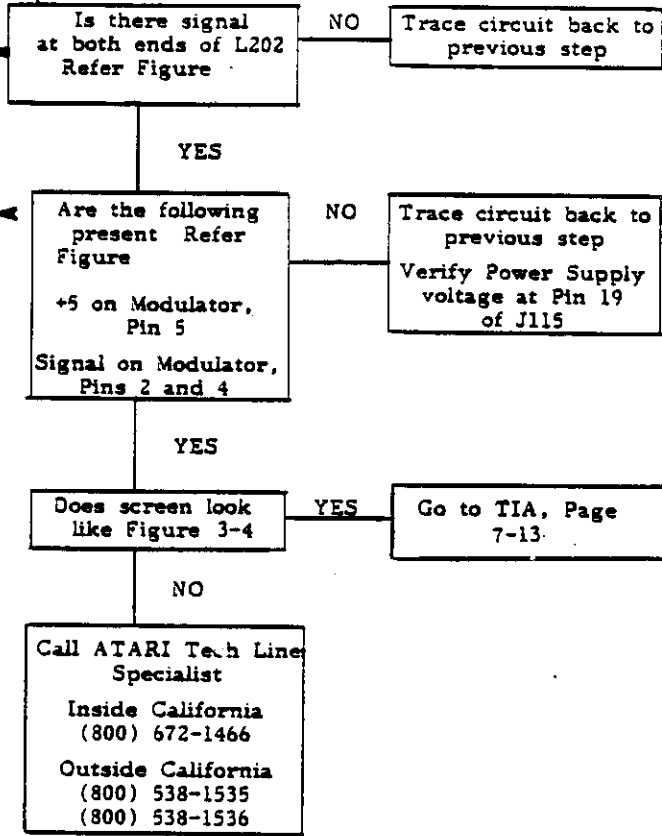 Is there signal
at both ends of L202
Refer Figure
NO
Trace circuit back to
previous step
YES
Are the following
present Refer
Figure
+5 on Modulator,
Pin 5
Signal on Modulator,
Pins 2 and 4
NO
Trace circuit back to
previous step
Verify Power Supply
voltage at Pin 19
of J115
YES
Does screen look
like Figure 3-4
YES
Go to TIA, Page
7-13
NO
Call ATARI Tech Line
Specialist
Inside California
(800) 672-1466
Outside California
(800) 538-1535
(800) 538-1536